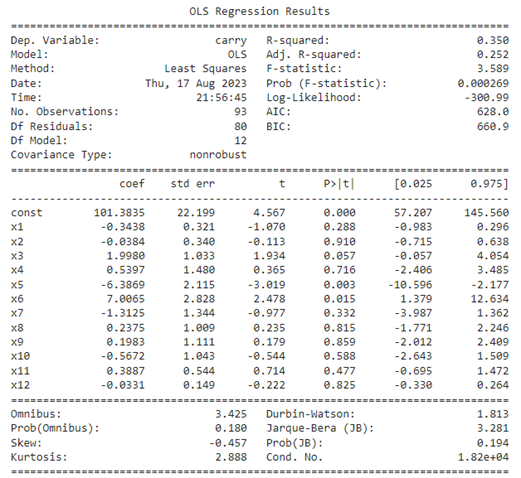 OLS Regression Results
Dep. Variable: carry R-squared: 0.350
Model: OLS Adj. R-squared: 0.252
Method: Least Squares F-statistic: 3.589
Date: Thu, 17 Aug 2023 Prob (F-statistic): 0.000269
Time: 21:56:45 Log-Likelihood: -300.99
No. Observations: 93 AIC: 628.0
Df Residuals: 80 BIC: 660.9
Df Model: 12
Covariance Type: nonrobust
coef std err t P>|t| [0.025 0.975]
const 101.3835 22.199 4.567 0.000 57.207 145.560
x1 -0.3438 0.321 -1.070 0.288 -0.983 0.296
x2 -0.0384 0.340 -0.113 0.910 -0.715 0.638
x3 1.9980 1.033 1.934 0.057 -0.057 4.054
x4 0.5397 1.480 0.365 0.716 -2.406 3.485
x5 -6.3869 2.115 -3.019 0.003 -10.596 -2.177
x6 7.0065 2.828 2.478 0.015 1.379 12.634
x7 -1.3125 1.344 -0.977 0.332 -3.987 1.362
x8 0.2375 1.009 0.235 0.815 -1.771 2.246
x9 0.1983 1.111 0.179 0.859 -2.012 2.409
x10 -0.5672 1.043 -0.544 0.588 -2.643 1.509
x11 0.3887 0.544 0.714 0.477 -0.695 1.472
x12 -0.0331 0.149 -0.222 0.825 -0.330 0.264
Omnibus: 3.425 Durbin-Watson: 1.813
Prob(Omnibus): 0.180 Jarque-Bera (JB): 3.281
Skew: -0.457 Prob(JB): 0.194
Kurtosis: 2.888 Cond. No. 1.82e+04